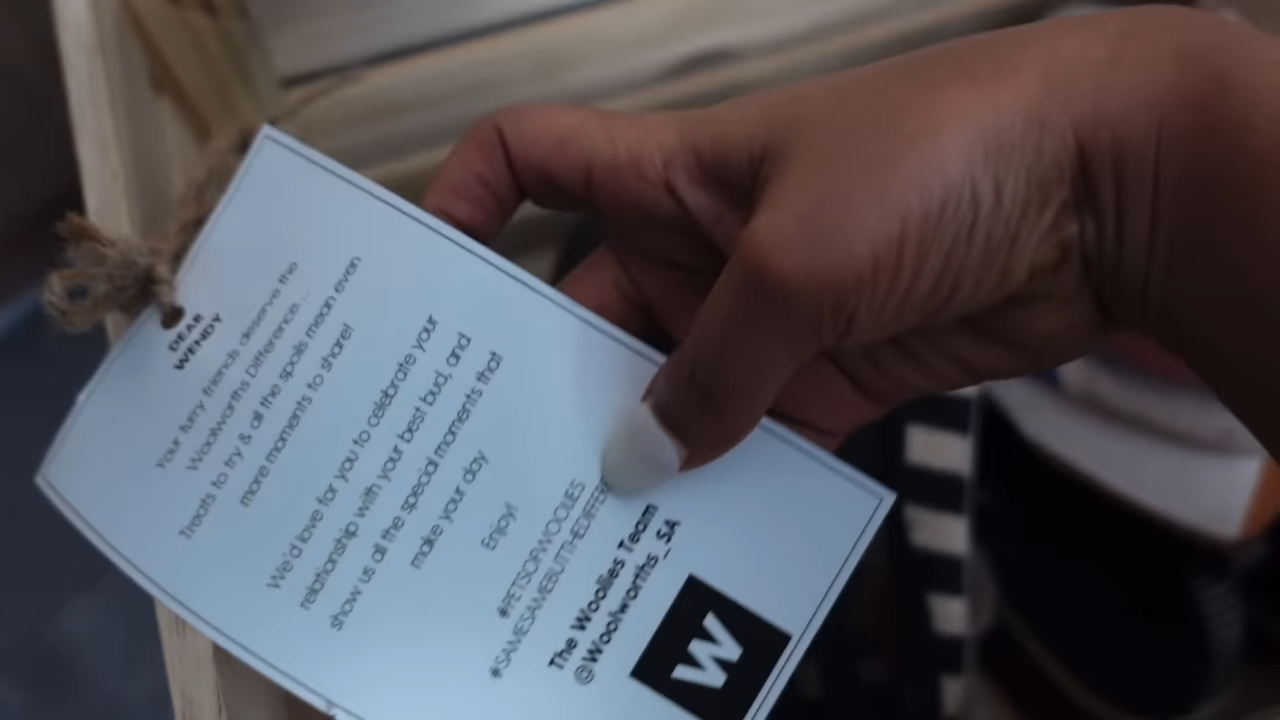 DEAR
WENDY
Your furry friends deserve the
Woolworths Difference...
Treats to try & all the spoils mean even
more moments to share!
We'd love for you to celebrate your
relationship with your best bud, and
show us all the special moments that
make your day
Enjoy!
#PETSOFWOOLIES
#SAMESAMEBUTTHEDIFFER
The Woolies Team
@Woolworths_SA
W